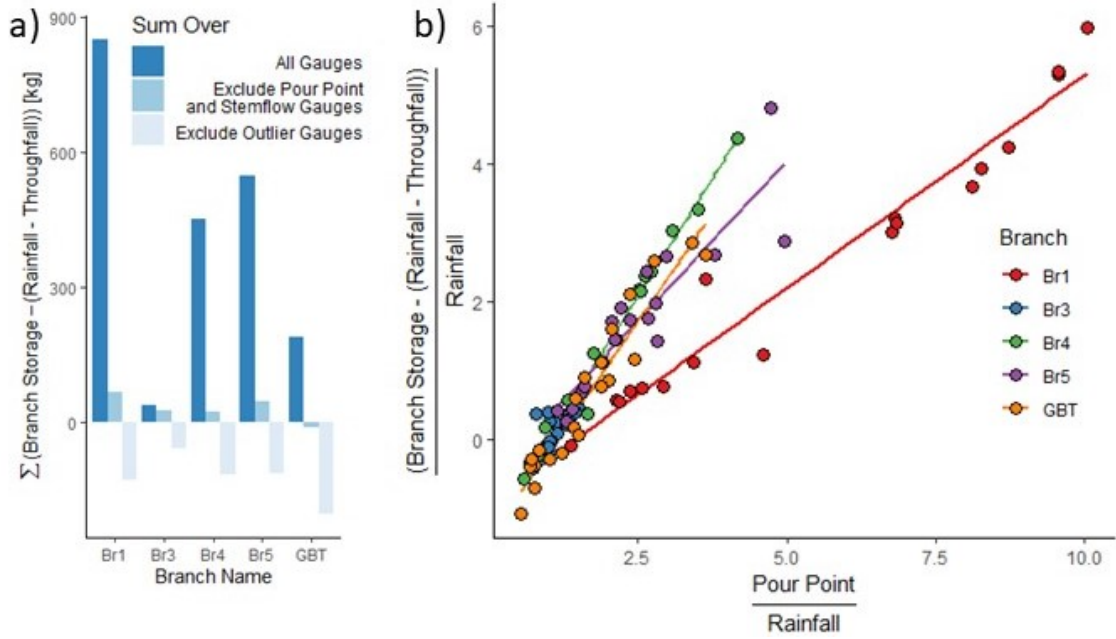 a)
Σ (Branch Storage – (Rainfall - Throughfall)) [kg]
900
600
300
0
Sum Over
All Gauges
Exclude Pour Point
and Stemflow Gauges
Exclude Outlier Gauges
Br1 Br3 Br4 Br5 GBT
Branch Name
b)
(Branch Storage - (Rainfall - Throughfall))
Rainfall
6
4
2
0
Branch
Br1
Br3
Br4
Br5
GBT
2.5 5.0 7.5 10.0
Pour Point
Rainfall